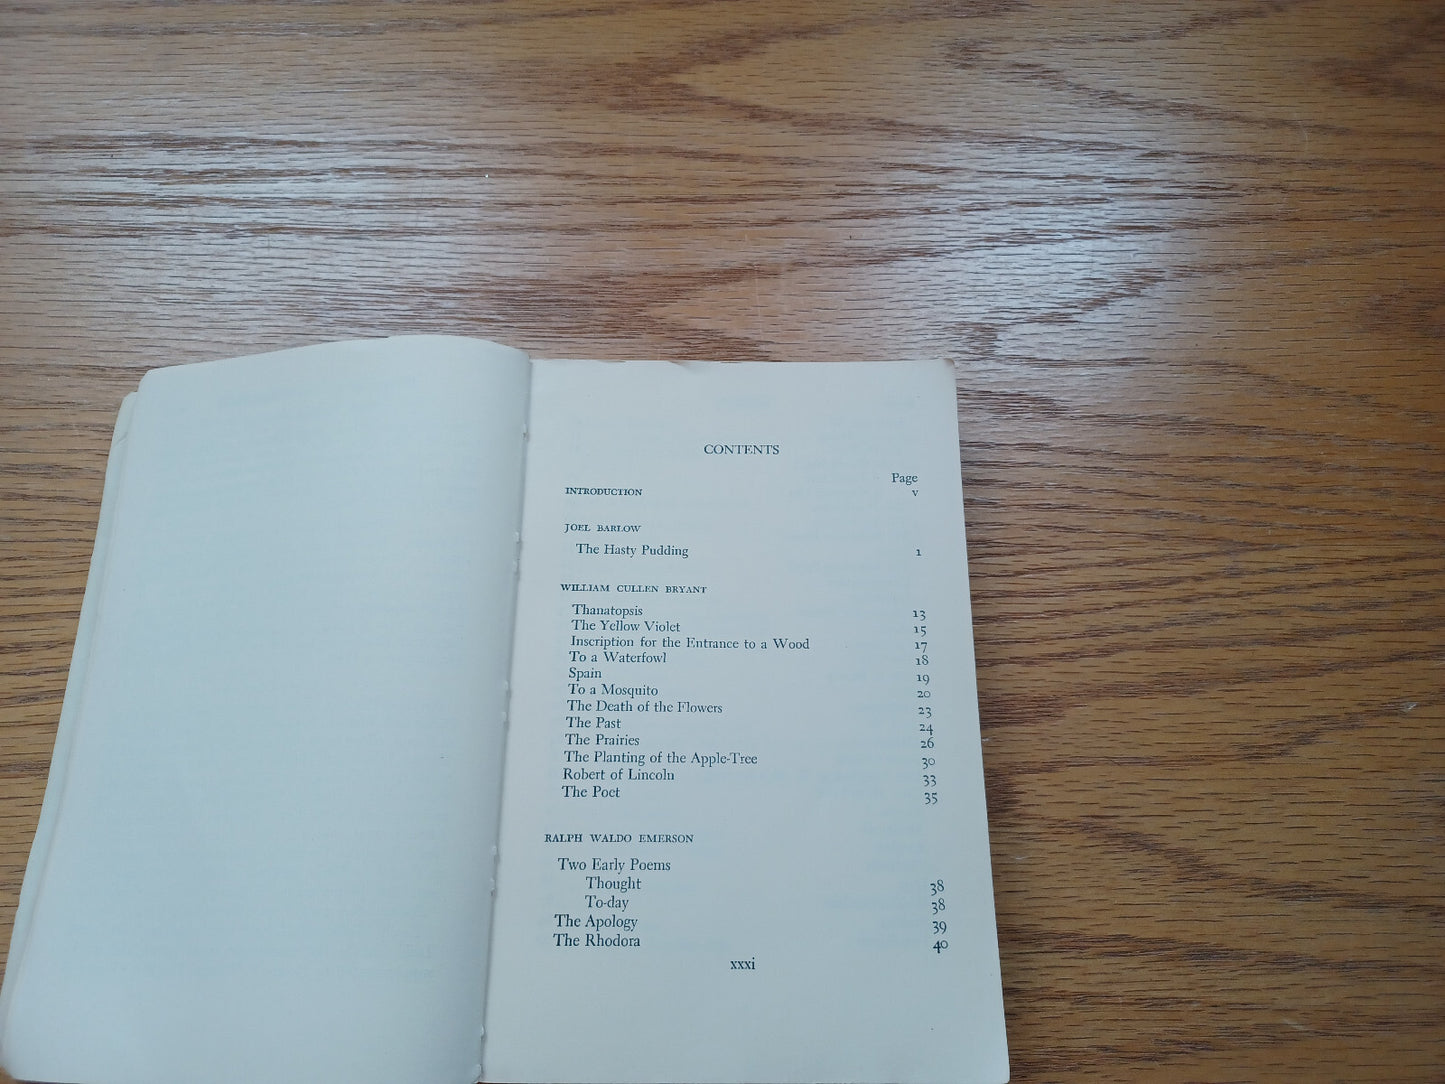 CONTENTS
Page
INTRODUCTION v
JOEL BARLOW
The Hasty Pudding 1
WILLIAM CULLEN BRYANT
Thanatopsis 13
The Yellow Violet 15
Inscription for the Entrance to a Wood 17
To a Waterfowl 18
Spain 19
To a Mosquito 20
The Death of the Flowers 23
The Past 24
The Prairies 26
The Planting of the Apple-Tree 30
Robert of Lincoln 33
The Poet 35
RALPH WALDO EMERSON
Two Early Poems
Thought 38
To-day 38
The Apology 39
The Rhodora 40
xxxi